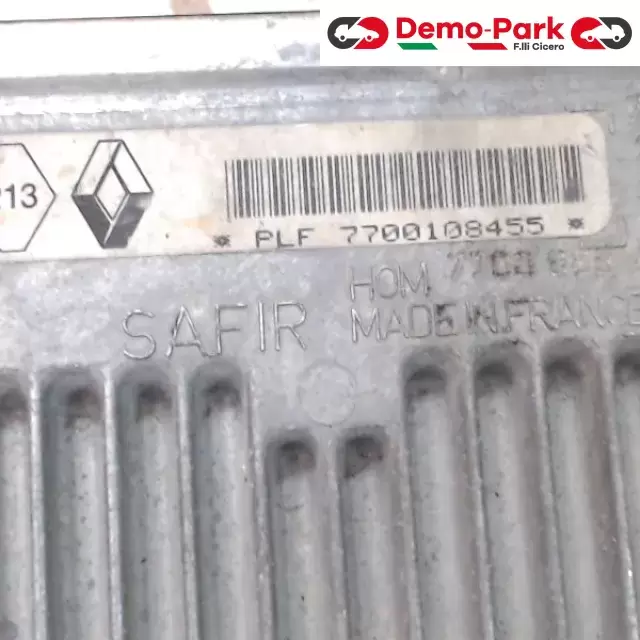 Demo-Park
F.lli Cicero
213
* PLF 7700108455 *
HOM
SAFIR
MADE IN FRANCE